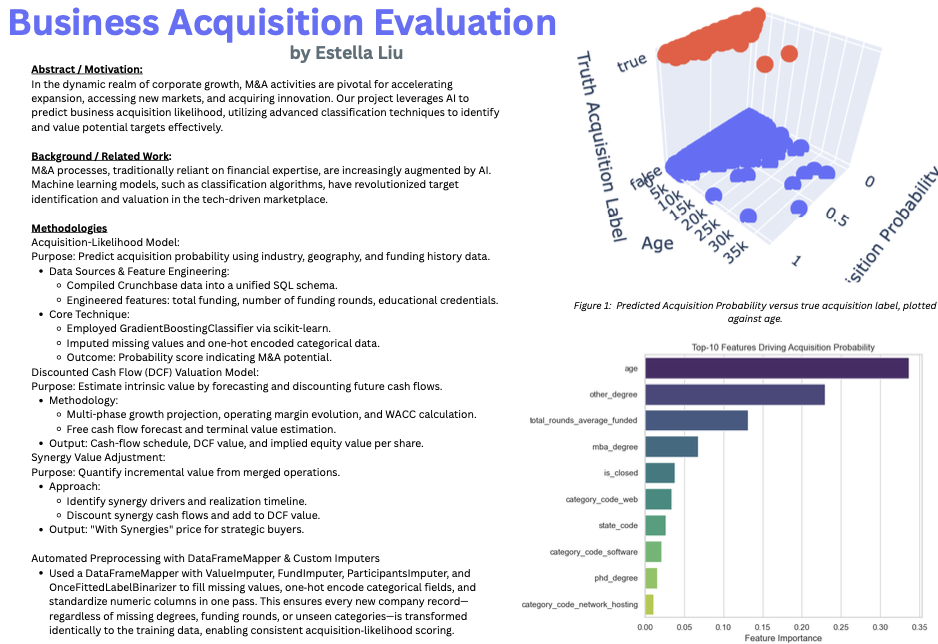 Business Acquisition Evaluation
by Estella Liu
Abstract / Motivation:
In the dynamic realm of corporate growth, M&A activities are pivotal for accelerating
expansion, accessing new markets, and acquiring innovation. Our project leverages AI to
predict business acquisition likelihood, utilizing advanced classification techniques to identify
and value potential targets effectively.
Background / Related Work:
M&A processes, traditionally reliant on financial expertise, are increasingly augmented by AI.
Machine learning models, such as classification algorithms, have revolutionized target
identification and valuation in the tech-driven marketplace.
Methodologies
Acquisition-Likelihood Model:
Purpose: Predict acquisition probability using industry, geography, and funding history data.
• Data Sources & Feature Engineering:
◦ Compiled Crunchbase data into a unified SQL schema.
◦ Engineered features: total funding, number of funding rounds, educational credentials.
• Core Technique:
◦ Employed GradientBoostingClassifier via scikit-learn.
◦ Imputed missing values and one-hot encoded categorical data.
◦ Outcome: Probability score indicating M&A potential.
Discounted Cash Flow (DCF) Valuation Model:
Purpose: Estimate intrinsic value by forecasting and discounting future cash flows.
• Methodology:
◦ Multi-phase growth projection, operating margin evolution, and WACC calculation.
◦ Free cash flow forecast and terminal value estimation.
• Output: Cash-flow schedule, DCF value, and implied equity value per share.
Synergy Value Adjustment:
Purpose: Quantify incremental value from merged operations.
• Approach:
◦ Identify synergy drivers and realization timeline.
◦ Discount synergy cash flows and add to DCF value.
• Output: "With Synergies" price for strategic buyers.
Automated Preprocessing with DataFrameMapper & Custom Imputers
• Used a DataFrameMapper with ValueImputer, FundImputer, ParticipantsImputer, and
OnceFittedLabelBinarizer to fill missing values, one-hot encode categorical fields, and
standardize numeric columns in one pass. This ensures every new company record—
regardless of missing degrees, funding rounds, or unseen categories—is transformed
identically to the training data, enabling consistent acquisition-likelihood scoring.
Truth Acquisition Label
true
false
5k
10k
15k
20k
25k
30k
35k
Age
0
0.5
1
isition Probability
Figure 1: Predicted Acquisition Probability versus true acquisition label, plotted
against age.
Top-10 Features Driving Acquisition Probability
age
other_degree
total_rounds_average_funded
mba_degree
is_closed
category_code_web
state_code
category_code_software
phd_degree
category_code_network_hosting
0.00 0.05 0.10 0.15 0.20 0.25 0.30 0.35
Feature Importance